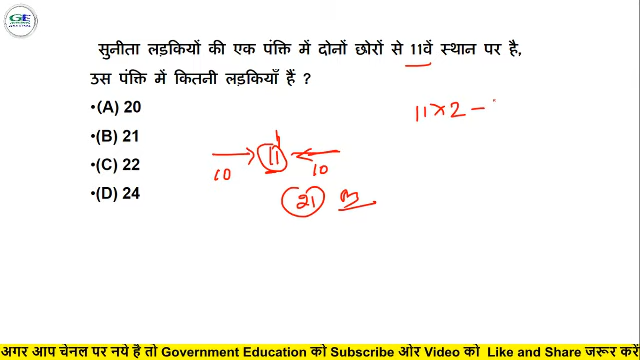 GE
सुनीता लड़कियों की एक पंक्ति में दोनों छोरों से 11वें स्थान पर है,
उस पंक्ति में कितनी लड़कियाँ हैं ?
•(A) 20
•(B) 21
•(C) 22
•(D) 24
11×2 –
11
10
10
21
अगर आप चेनल पर नये है तो Government Education को Subscribe ओर Video को Like and Share जरूर करे